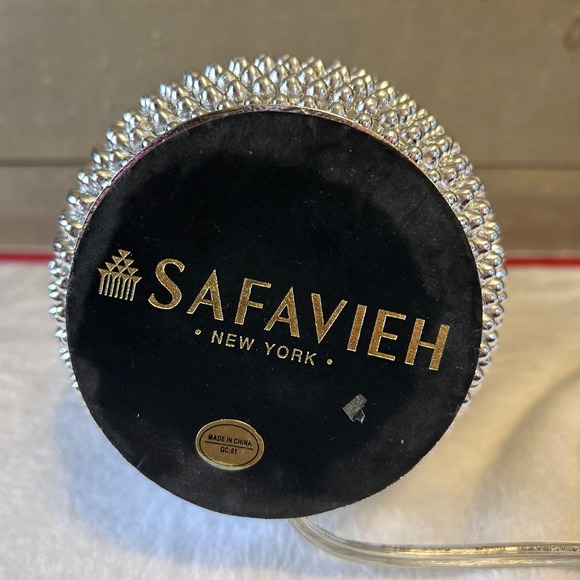 SAFAVIEH
• NEW YORK •
MADE IN CHINA
QC:01